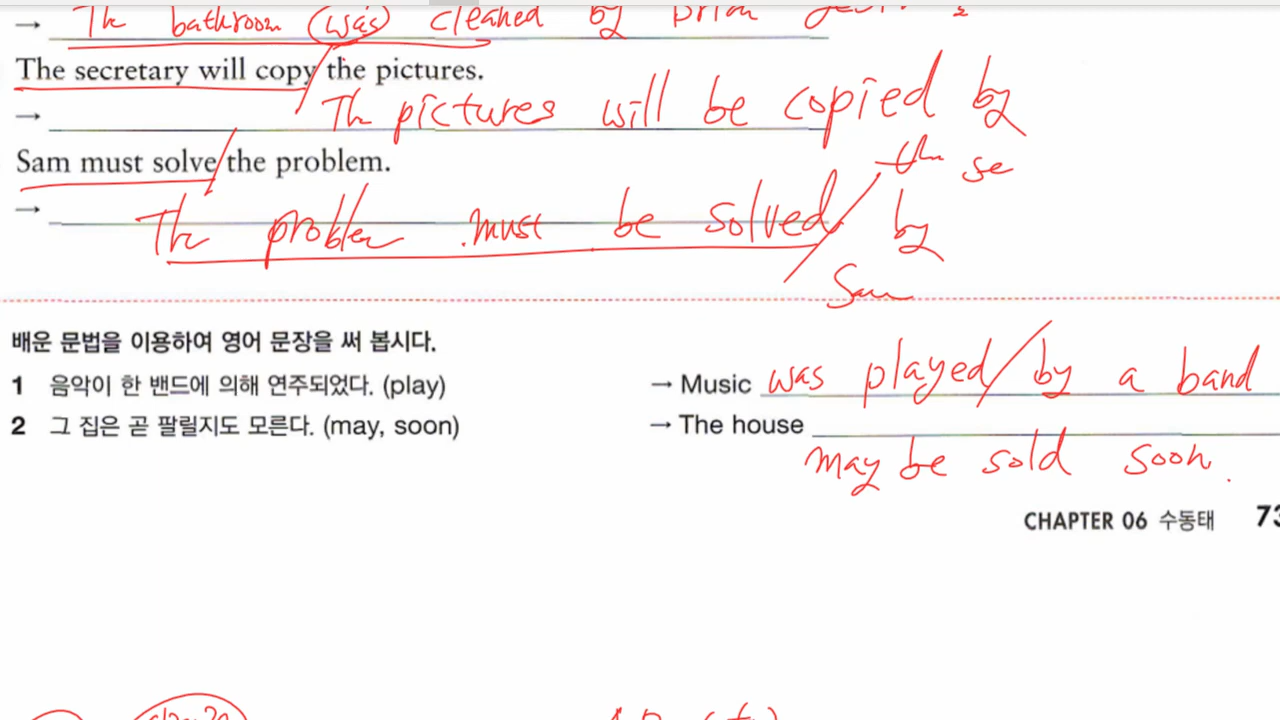 → The bathroom was cleaned by Brian
The secretary will copy the pictures.
→ The pictures will be copied by
the se
Sam must solve the problem.
→ The problem must be solved by
Sam
배운 문법을 이용하여 영어 문장을 써 봅시다.
1 음악이 한 밴드에 의해 연주되었다. (play) → Music was played by a band
2 그 집은 곧 팔릴지도 모른다. (may, soon) → The house
may be sold soon.
CHAPTER 06 수동태 73